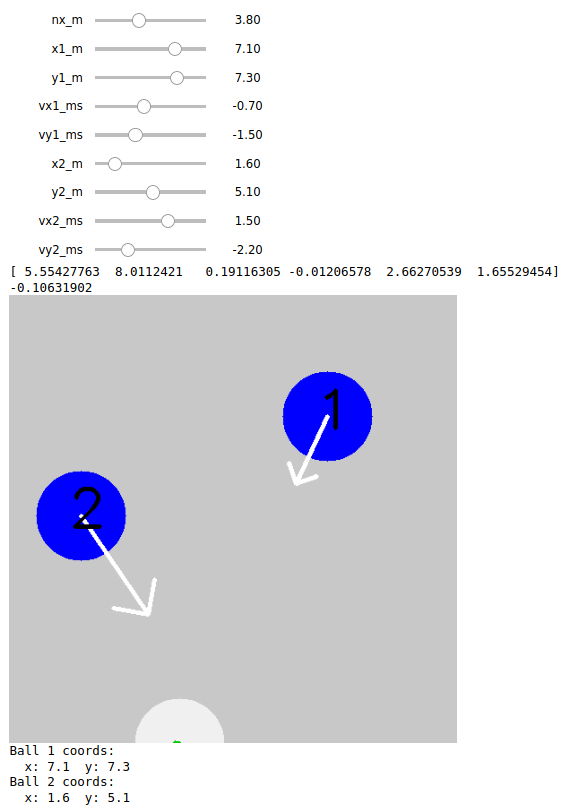 nx_m 3.80
x1_m 7.10
y1_m 7.30
vx1_ms -0.70
vy1_ms -1.50
x2_m 1.60
y2_m 5.10
vx2_ms 1.50
vy2_ms -2.20
[ 5.55427763 8.0112421 0.19116305 -0.01206578 2.66270539 1.65529454]
-0.10631902
1
2
Ball 1 coords:
x: 7.1 y: 7.3
Ball 2 coords:
x: 1.6 y: 5.1